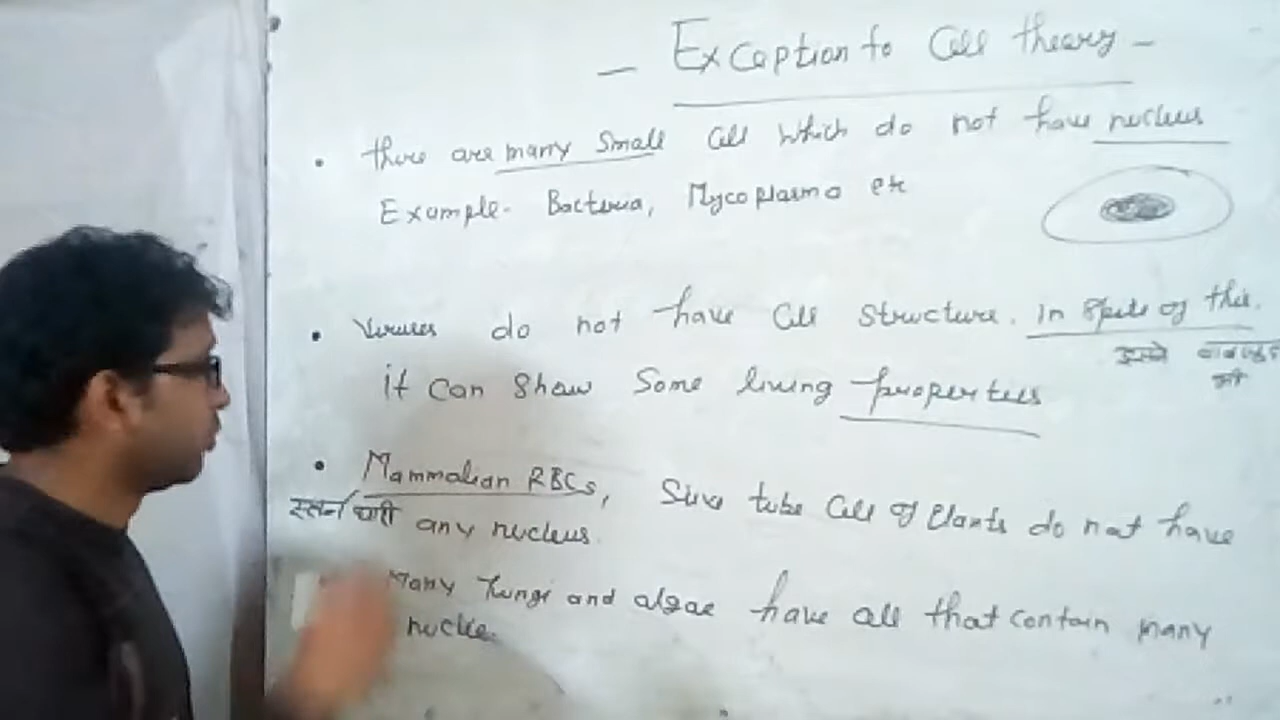 — Exception to Cell theory —
• there are many small Cell which do not have nucleus
Example- Bacteria, Mycoplasma etc
• Viruses do not have Cell Structure. in spite of this.
इसके बावजूद
भी
it can show some living properties
• Mammalian RBCs, Sieve tube Cell of Plants do not have
स्तनधारी any nucleus.
Many fungi and algae have cell that contain many
nuclei.